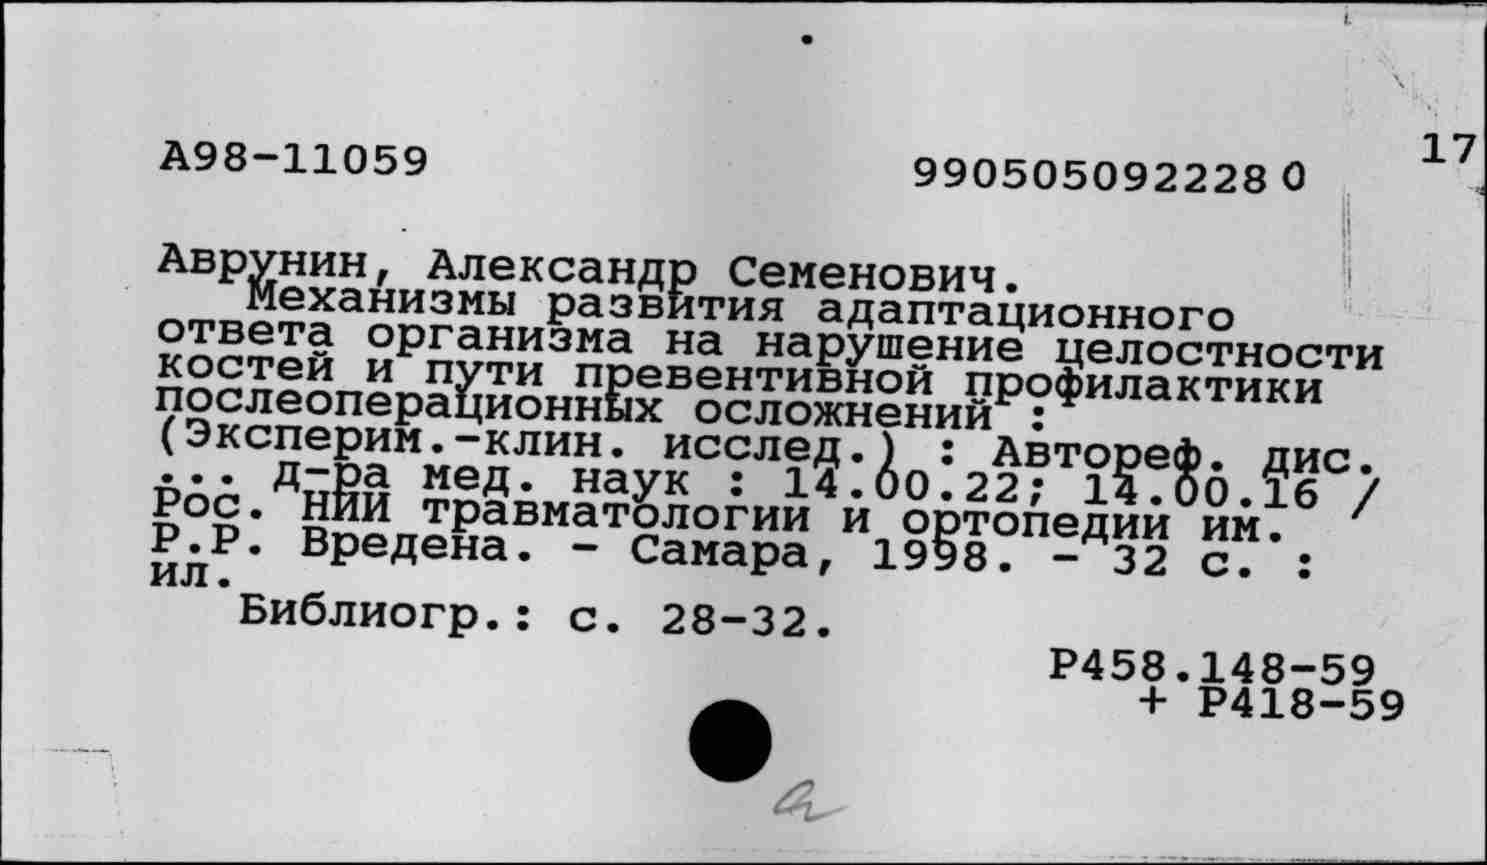 А98-11059
990505092228 0
17
Аврунин, Александр Семенович.
Механизмы развития адаптационного
ответа организма на нарушение целостности
костей и пути превентивной профилактики
послеоперационных осложнений :
(Эксперим.-клин. исслед.) : Автореф. дис.
... д-ра мед. наук : 14.00.22; 14.00.16 /
Рос. НИИ травматологии и ортопедии им.
Р.Р. Вредена. - Самара, 1998. - 32 с. :
ил.
Библиогр.: с. 28-32.
Р458.148-59
+ Р418-59